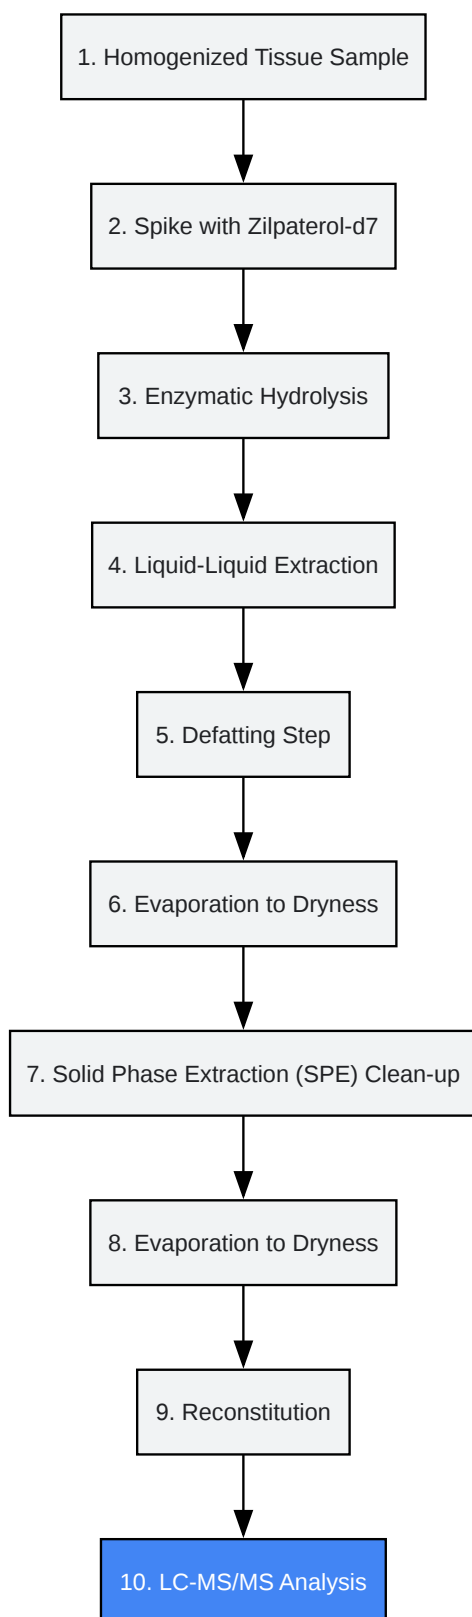 1. Homogenized Tissue Sample
2. Spike with Zilpaterol-d7
3. Enzymatic Hydrolysis
4. Liquid-Liquid Extraction
5. Defatting Step
6. Evaporation to Dryness
7. Solid Phase Extraction (SPE) Clean-up
8. Evaporation to Dryness
9. Reconstitution
10. LC-MS/MS Analysis